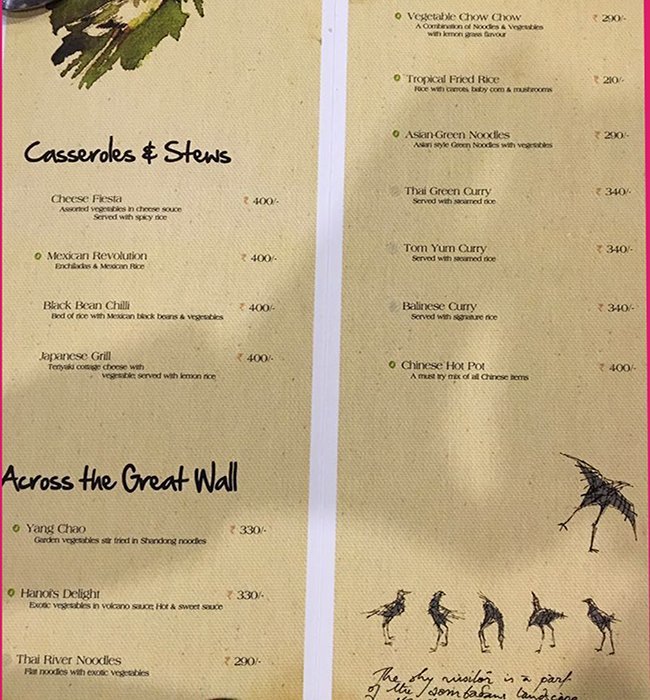 Casseroles & Stews
Cheese Fiesta ₹ 400/-
Assorted vegetables in cheese sauce
Served with spicy rice
Mexican Revolution ₹ 400/-
Enchiladas & Mexican Rice
Black Bean Chilli ₹ 400/-
Bed of rice with Mexican black beans & vegetables
Japanese Grill ₹ 400/-
Teriyaki cottage cheese with
vegetable; served with lemon rice
Across the Great Wall
Yang Chao ₹ 330/-
Garden vegetables stir fried in Shandong noodles
Hanoi's Delight ₹ 330/-
Exotic vegetables in volcano sauce; Hot & sweet sauce
Thai River Noodles ₹ 290/-
Flat noodles with exotic vegetables
Vegetable Chow Chow ₹ 290/-
A Combination of Noodles & Vegetables
with lemon grass flavour
Tropical Fried Rice ₹ 210/-
Rice with carrots, baby corn & mushrooms
Asian-Green Noodles ₹ 290/-
Asian style Green Noodles with vegetables
Thai Green Curry ₹ 340/-
Served with steamed rice
Tom Yum Curry ₹ 340/-
Served with steamed rice
Balinese Curry ₹ 340/-
Served with signature rice
Chinese Hot Pot ₹ 400/-
A must try mix of all Chinese items
The shy visitor is a part
of the